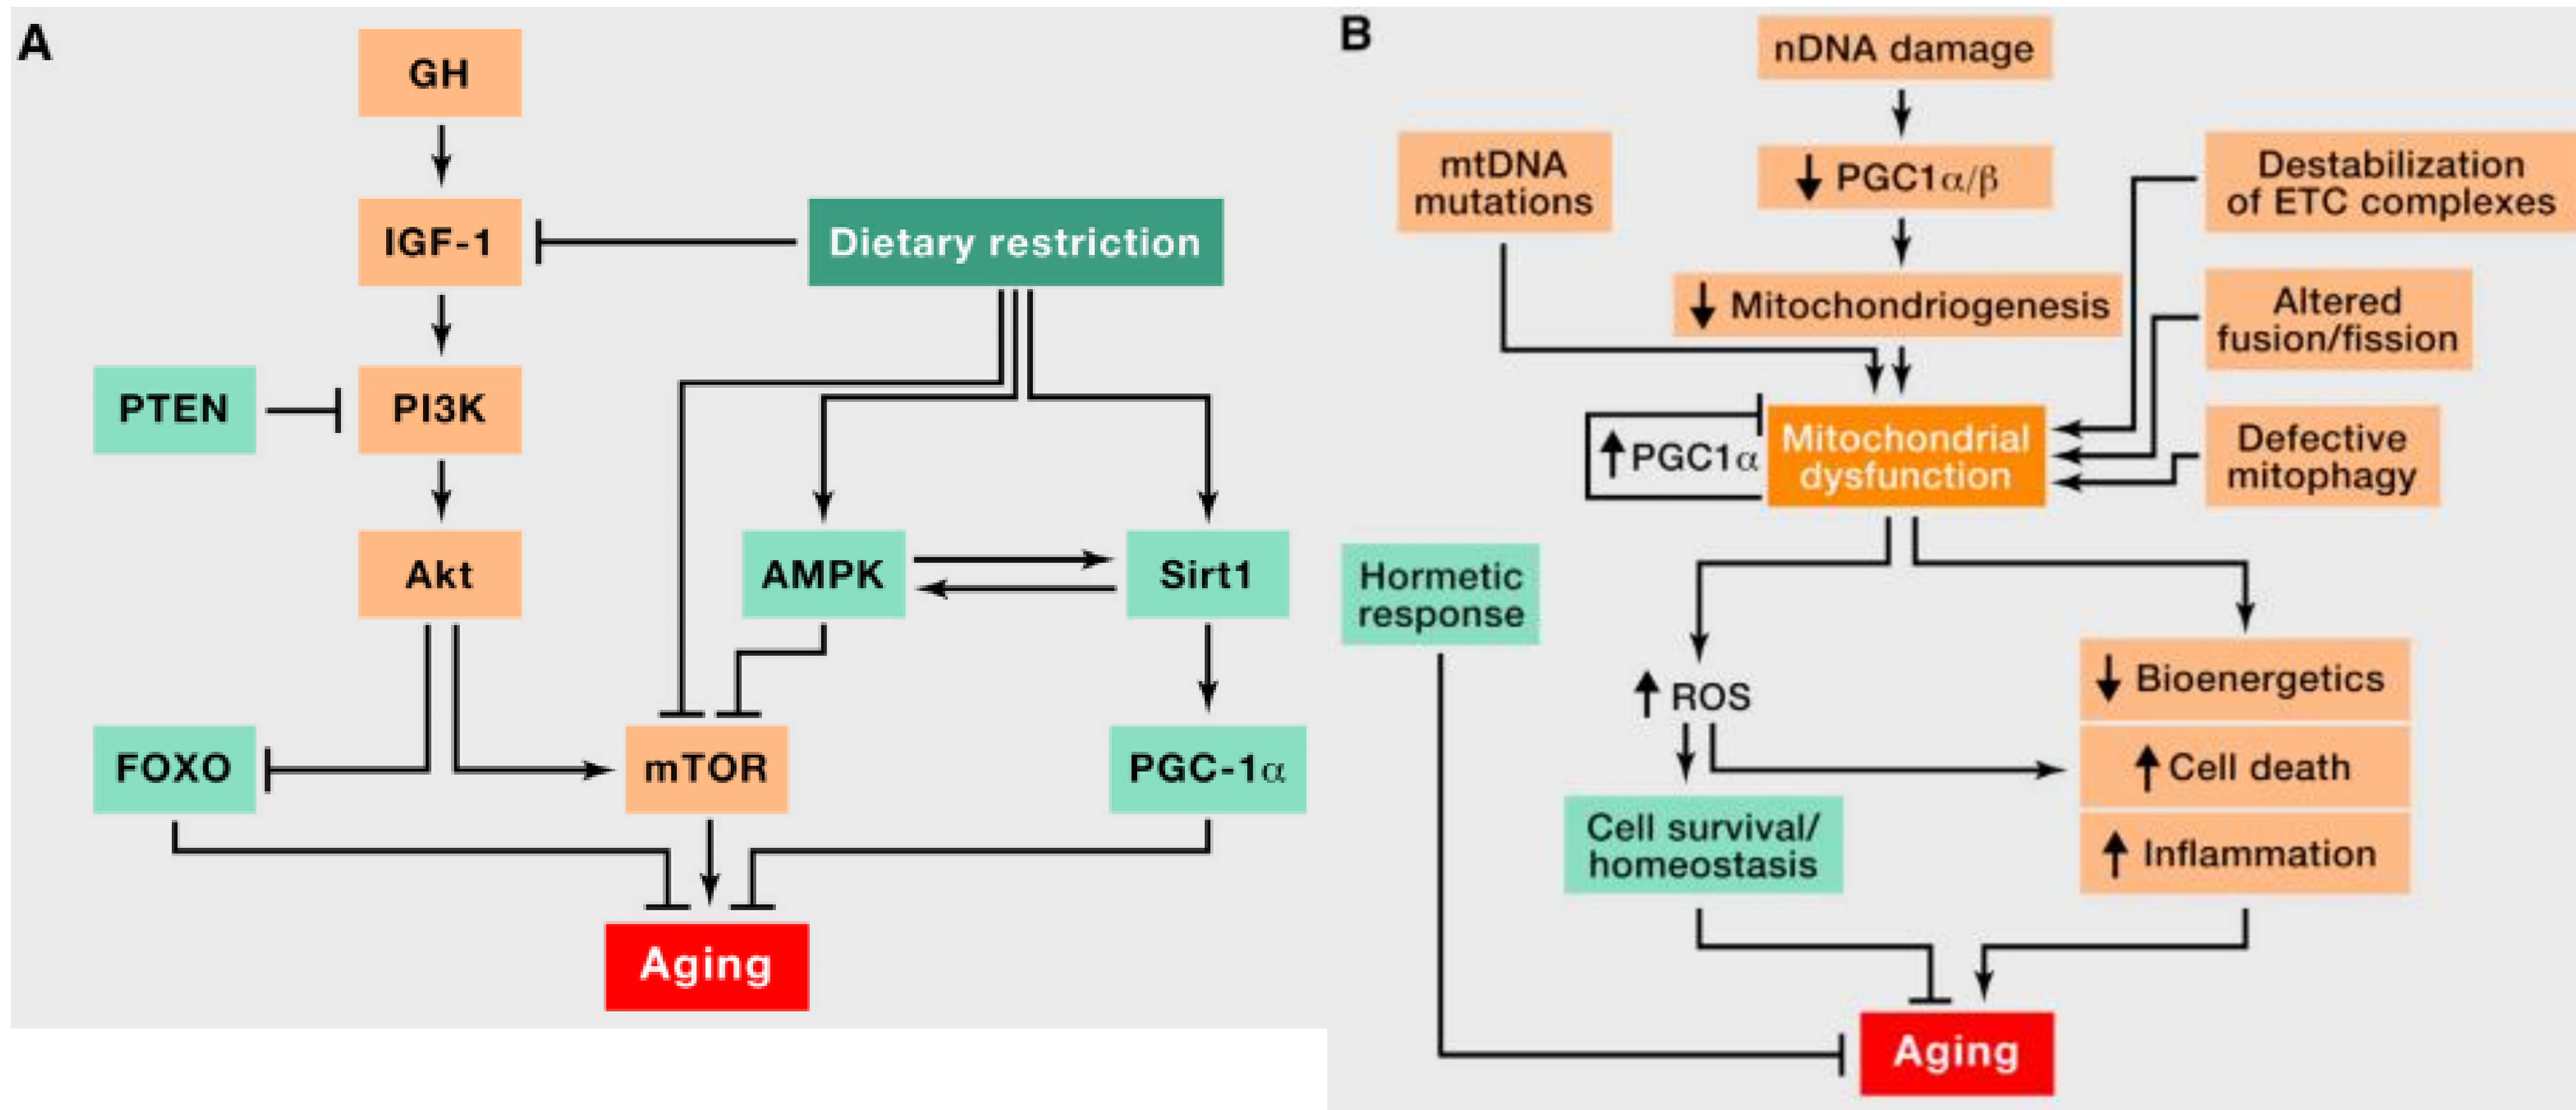 A
GH
IGF-1
Dietary restriction
PTEN
PI3K
Akt
AMPK
Sirt1
FOXO
mTOR
PGC-1α
Aging
B
nDNA damage
mtDNA
mutations
↓ PGC1α/β
Destabilization
of ETC complexes
↓ Mitochondriogenesis
Altered
fusion/fission
↑ PGC1α
Mitochondrial
dysfunction
Defective
mitophagy
Hormetic
response
↑ ROS
↓ Bioenergetics
↑ Cell death
↑ Inflammation
Cell survival/
homeostasis
Aging